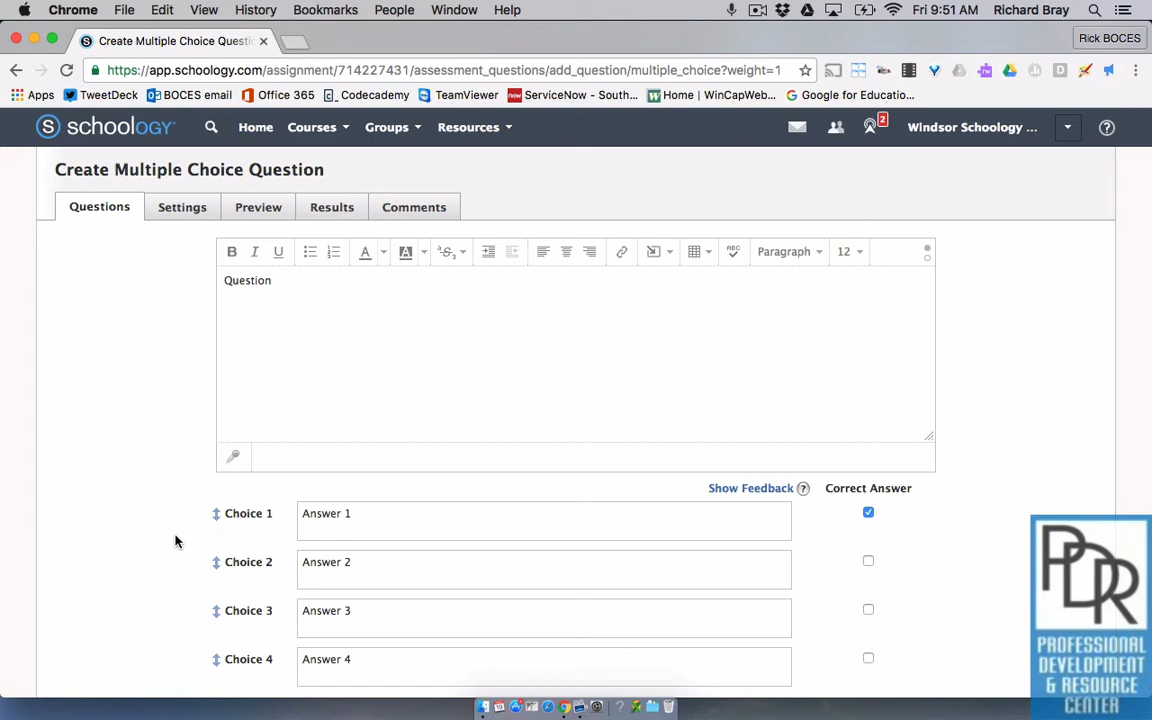 Chrome File Edit View History Bookmarks People Window Help Fri 9:51 AM Richard Bray
Create Multiple Choice Questi Rick BOCES
https://app.schoology.com/assignment/714227431/assessment_questions/add_question/multiple_choice?weight=1
Apps TweetDeck BOCES email Office 365 Codecademy TeamViewer ServiceNow - South... Home | WinCapWeb... Google for Educatio...
S schoology Home Courses Groups Resources 2 Windsor Schoology ... ?
Create Multiple Choice Question
Questions Settings Preview Results Comments
B I U A A S ABC Paragraph 12
Question
Show Feedback ? Correct Answer
Choice 1 Answer 1
Choice 2 Answer 2
Choice 3 Answer 3
Choice 4 Answer 4
PDRC
PROFESSIONAL
DEVELOPMENT
& RESOURCE
CENTER